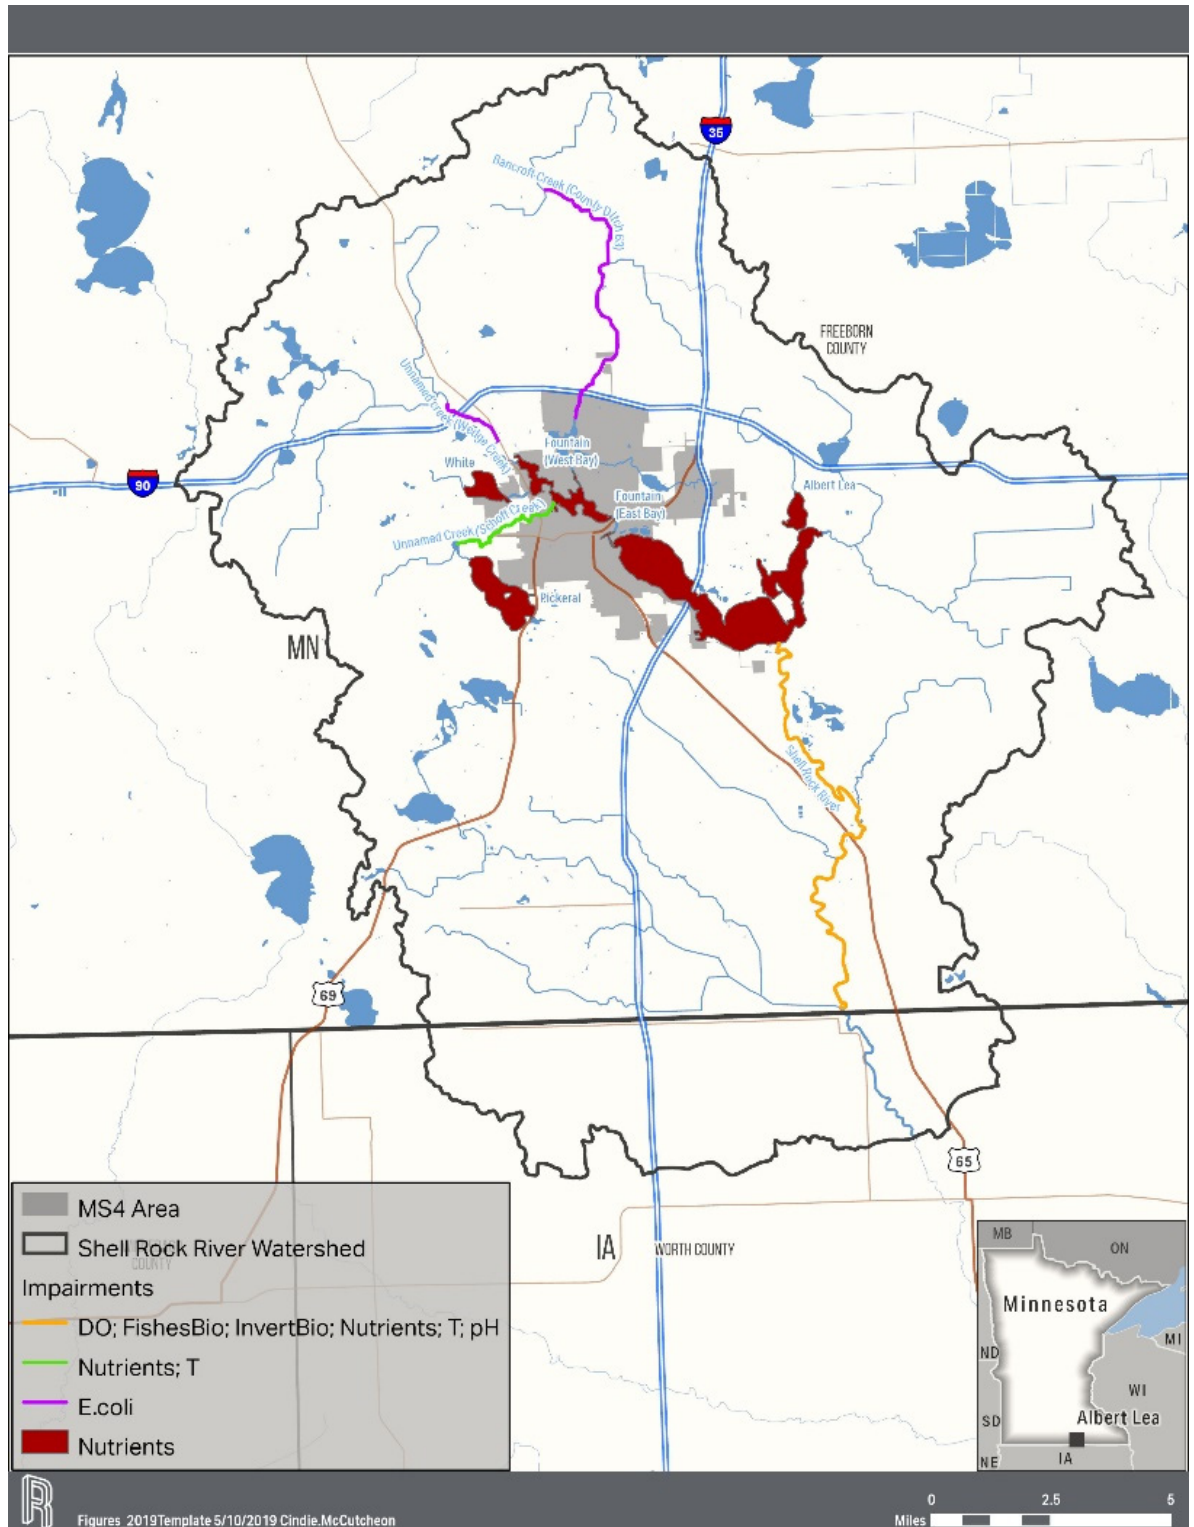 35
Bancroft Creek (County Ditch 63)
FREEBORN
COUNTY
Unnamed creek (Wedge Creek)
Fountain
(West Bay)
White
90
Albert Lea
Fountain
(East Bay)
Unnamed Creek (Schoff Creek)
Pickeral
MN
Shell Rock River
69
65
IA
WORTH COUNTY
MS4 Area
Shell Rock River Watershed
COUNTY
Impairments
DO; FishesBio; InvertBio; Nutrients; T; pH
Nutrients; T
E.coli
Nutrients
MB
ON
Minnesota
ND
MI
WI
SD
Albert Lea
NE
IA
R
Figures_2019Template 5/10/2019 Cindie.McCutcheon
0 2.5 5
Miles